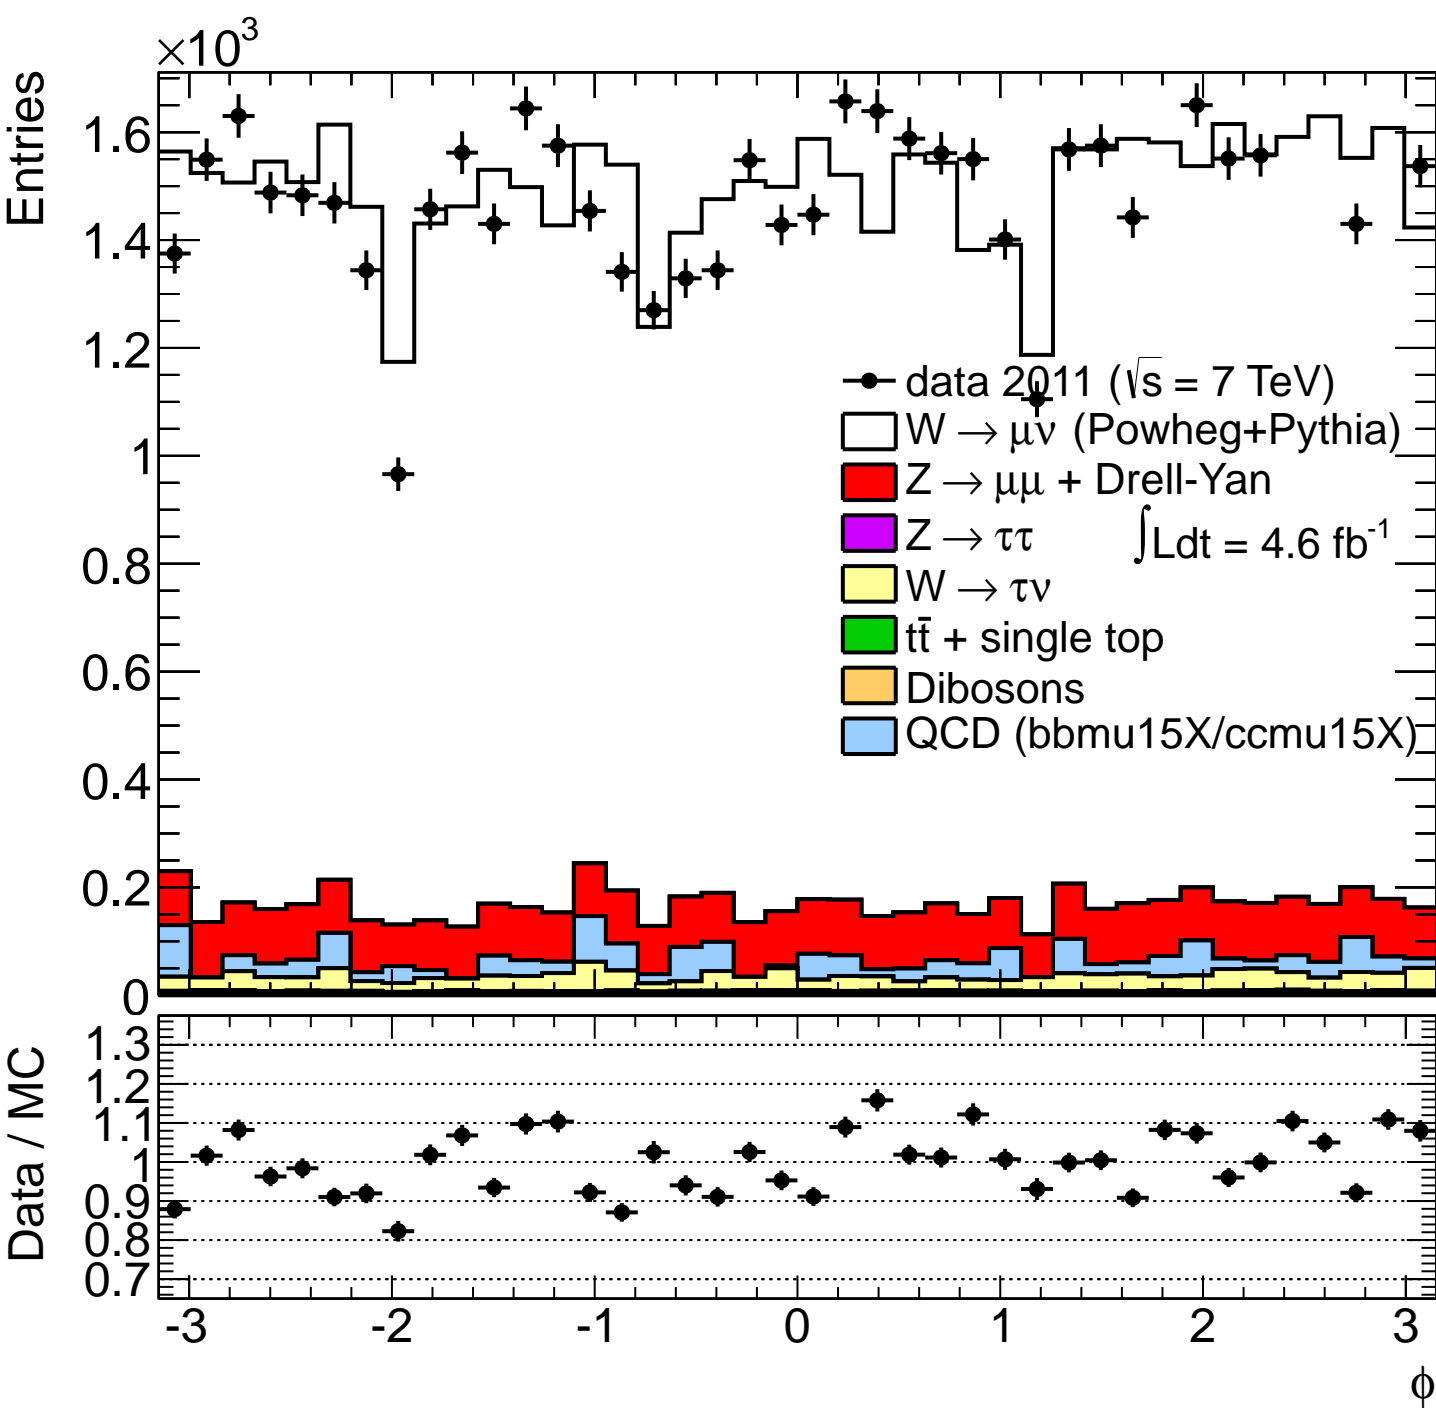 ×10³
Entries
1.6
1.4
1.2
1
0.8
0.6
0.4
0.2
0
data 2011 (√s = 7 TeV)
W → μν (Powheg+Pythia)
Z → μμ + Drell-Yan
Z → ττ
∫Ldt = 4.6 fb⁻¹
W → τν
tt̄ + single top
Dibosons
QCD (bbmu15X/ccmu15X)
Data / MC
1.3
1.2
1.1
1
0.9
0.8
0.7
-3 -2 -1 0 1 2 3
ϕ